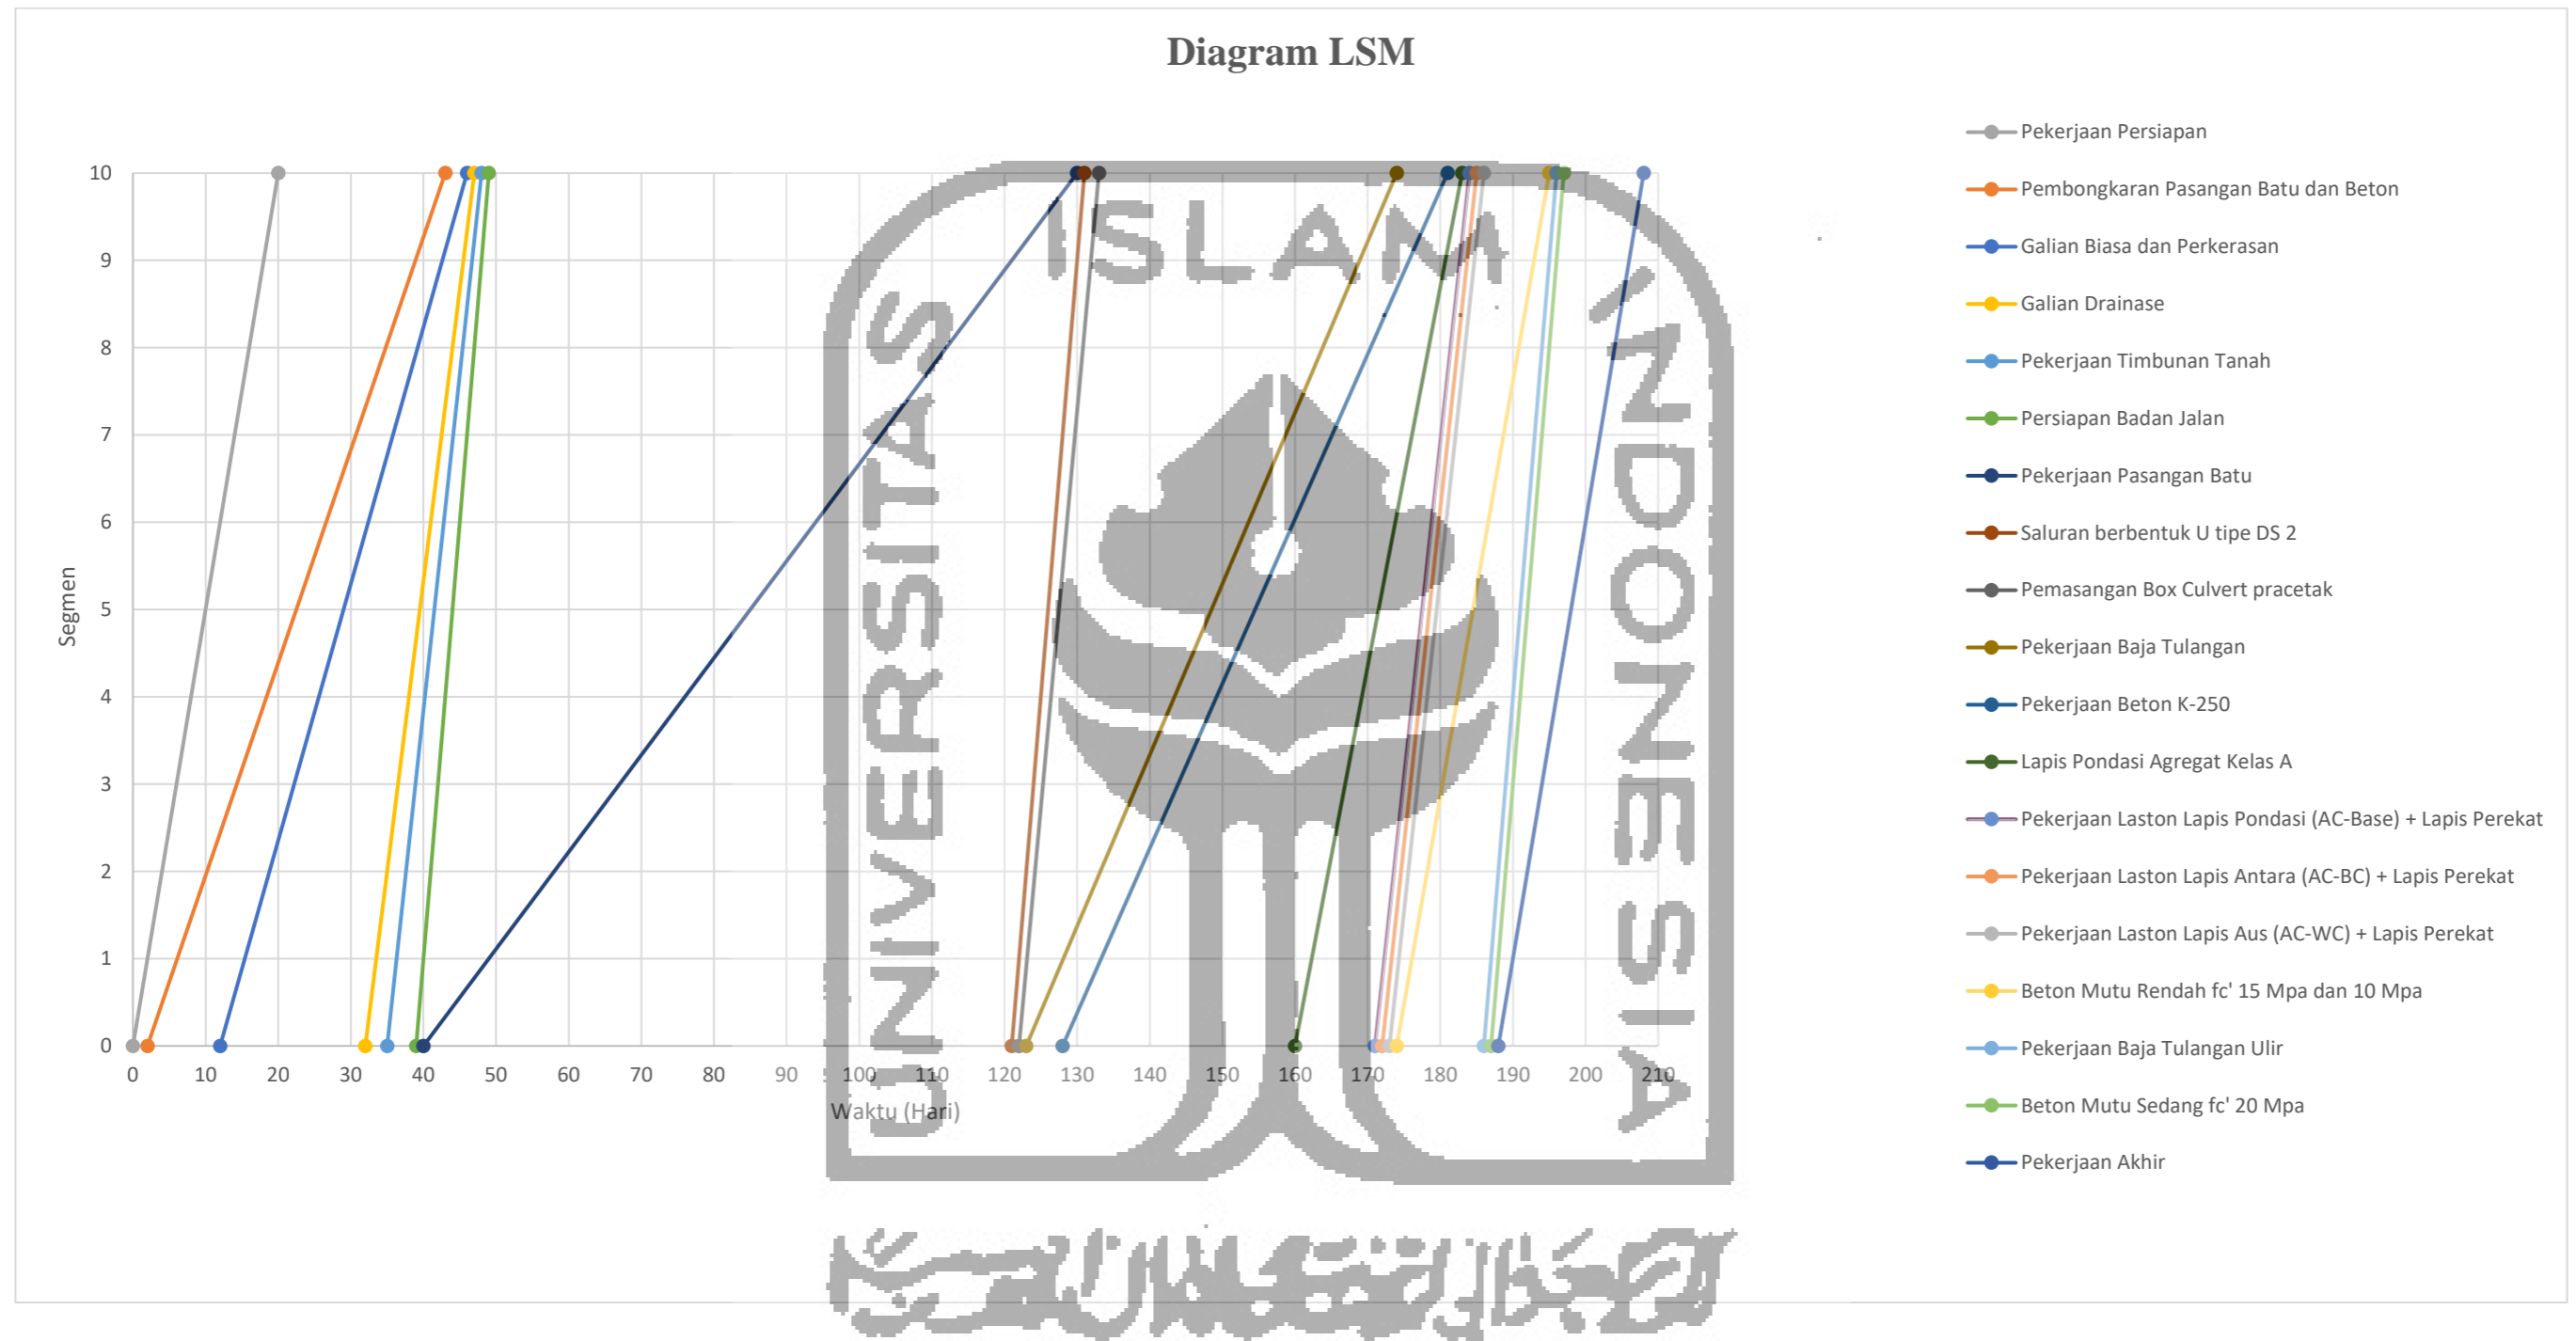 Diagram LSM
Segmen
10
9
8
7
6
5
4
3
2
1
0
0 10 20 30 40 50 60 70 80 90 100 110 120 130 140 150 160 170 180 190 200 210
Waktu (Hari)
Pekerjaan Persiapan
Pembongkaran Pasangan Batu dan Beton
Galian Biasa dan Perkerasan
Galian Drainase
Pekerjaan Timbunan Tanah
Persiapan Badan Jalan
Pekerjaan Pasangan Batu
Saluran berbentuk U tipe DS 2
Pemasangan Box Culvert pracetak
Pekerjaan Baja Tulangan
Pekerjaan Beton K-250
Lapis Pondasi Agregat Kelas A
Pekerjaan Laston Lapis Pondasi (AC-Base) + Lapis Perekat
Pekerjaan Laston Lapis Antara (AC-BC) + Lapis Perekat
Pekerjaan Laston Lapis Aus (AC-WC) + Lapis Perekat
Beton Mutu Rendah fc' 15 Mpa dan 10 Mpa
Pekerjaan Baja Tulangan Ulir
Beton Mutu Sedang fc' 20 Mpa
Pekerjaan Akhir
UNIVERSITAS
ISLAM
INDONESIA